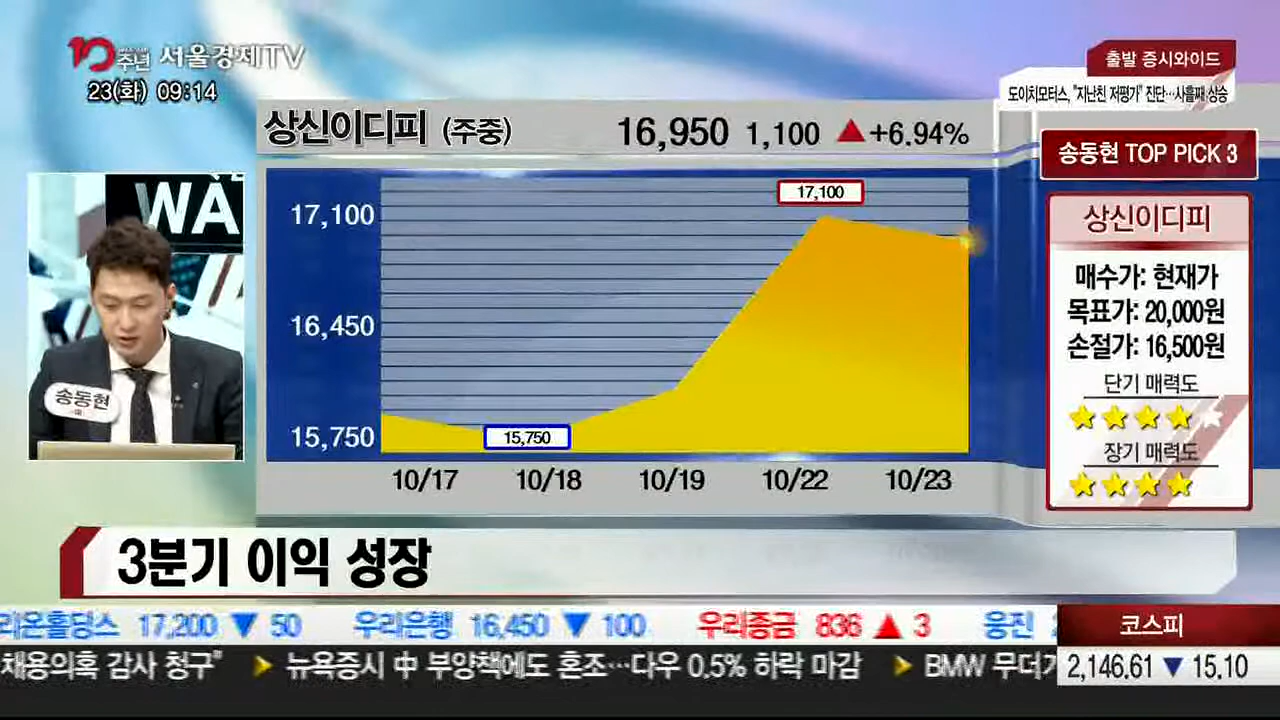 10주년 서울경제TV
23(화) 09:14
출발 증시와이드
도이치모터스, "지난친 저평가" 진단…사흘째 상승
상신이디피 (주중) 16,950 1,100 ▲+6.94%
송동현 TOP PICK 3
WA
17,100
16,450
15,750
17,100
15,750
10/17 10/18 10/19 10/22 10/23
상신이디피
매수가: 현재가
목표가: 20,000원
손절가: 16,500원
단기 매력도
장기 매력도
송동현
3분기 이익 성장
리온홀딩스 17,200 ▼ 50 우리은행 16,450 ▼ 100 우리종금 836 ▲ 3 웅진
코스피
채용의혹 감사 청구" 뉴욕증시 中 부양책에도 혼조…다우 0.5% 하락 마감 BMW 무더기
2,146.61 ▼ 15.10